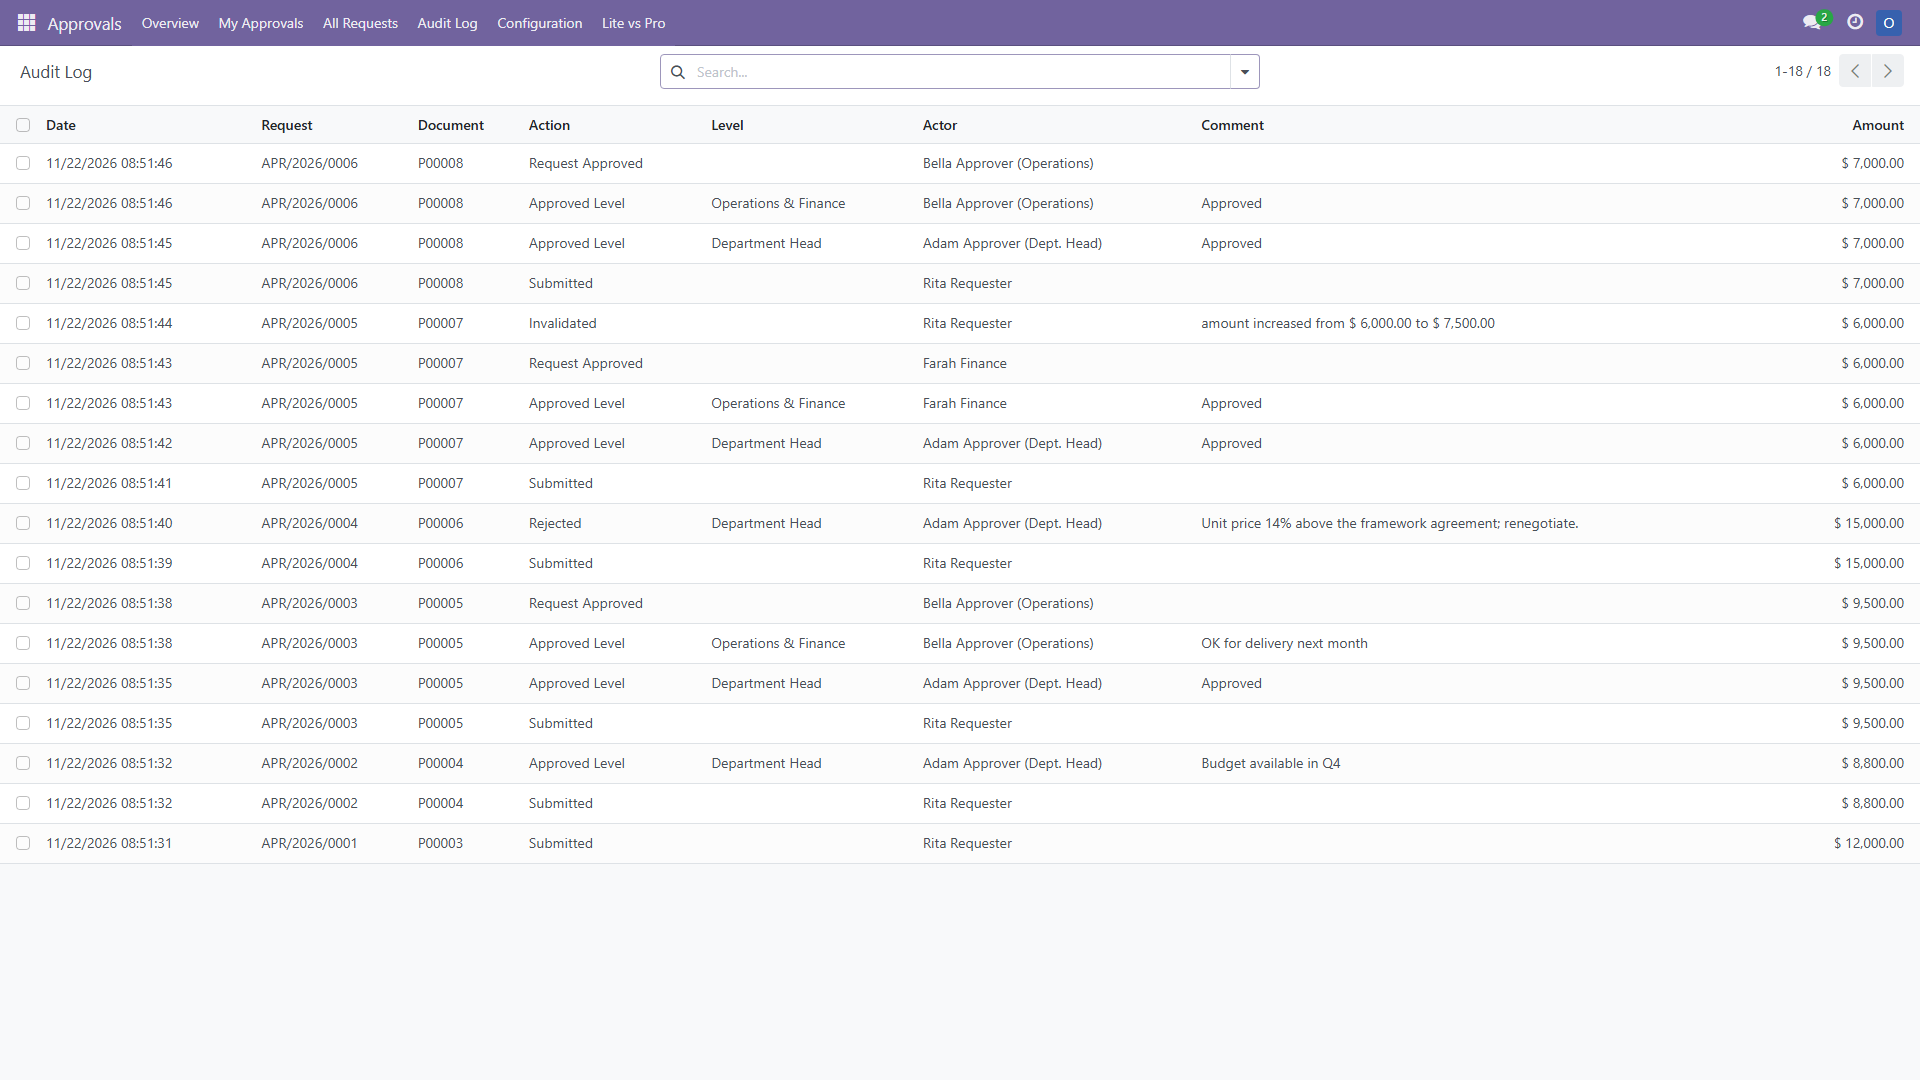 Approvals Overview My Approvals All Requests Audit Log Configuration Lite vs Pro 2 O
Audit Log Search... 1-18 / 18
Date Request Document Action Level Actor Comment Amount
11/22/2026 08:51:46 APR/2026/0006 P00008 Request Approved Bella Approver (Operations) $ 7,000.00
11/22/2026 08:51:46 APR/2026/0006 P00008 Approved Level Operations & Finance Bella Approver (Operations) Approved $ 7,000.00
11/22/2026 08:51:45 APR/2026/0006 P00008 Approved Level Department Head Adam Approver (Dept. Head) Approved $ 7,000.00
11/22/2026 08:51:45 APR/2026/0006 P00008 Submitted Rita Requester $ 7,000.00
11/22/2026 08:51:44 APR/2026/0005 P00007 Invalidated Rita Requester amount increased from $ 6,000.00 to $ 7,500.00 $ 6,000.00
11/22/2026 08:51:43 APR/2026/0005 P00007 Request Approved Farah Finance $ 6,000.00
11/22/2026 08:51:43 APR/2026/0005 P00007 Approved Level Operations & Finance Farah Finance Approved $ 6,000.00
11/22/2026 08:51:42 APR/2026/0005 P00007 Approved Level Department Head Adam Approver (Dept. Head) Approved $ 6,000.00
11/22/2026 08:51:41 APR/2026/0005 P00007 Submitted Rita Requester $ 6,000.00
11/22/2026 08:51:40 APR/2026/0004 P00006 Rejected Department Head Adam Approver (Dept. Head) Unit price 14% above the framework agreement; renegotiate. $ 15,000.00
11/22/2026 08:51:39 APR/2026/0004 P00006 Submitted Rita Requester $ 15,000.00
11/22/2026 08:51:38 APR/2026/0003 P00005 Request Approved Bella Approver (Operations) $ 9,500.00
11/22/2026 08:51:38 APR/2026/0003 P00005 Approved Level Operations & Finance Bella Approver (Operations) OK for delivery next month $ 9,500.00
11/22/2026 08:51:35 APR/2026/0003 P00005 Approved Level Department Head Adam Approver (Dept. Head) Approved $ 9,500.00
11/22/2026 08:51:35 APR/2026/0003 P00005 Submitted Rita Requester $ 9,500.00
11/22/2026 08:51:32 APR/2026/0002 P00004 Approved Level Department Head Adam Approver (Dept. Head) Budget available in Q4 $ 8,800.00
11/22/2026 08:51:32 APR/2026/0002 P00004 Submitted Rita Requester $ 8,800.00
11/22/2026 08:51:31 APR/2026/0001 P00003 Submitted Rita Requester $ 12,000.00